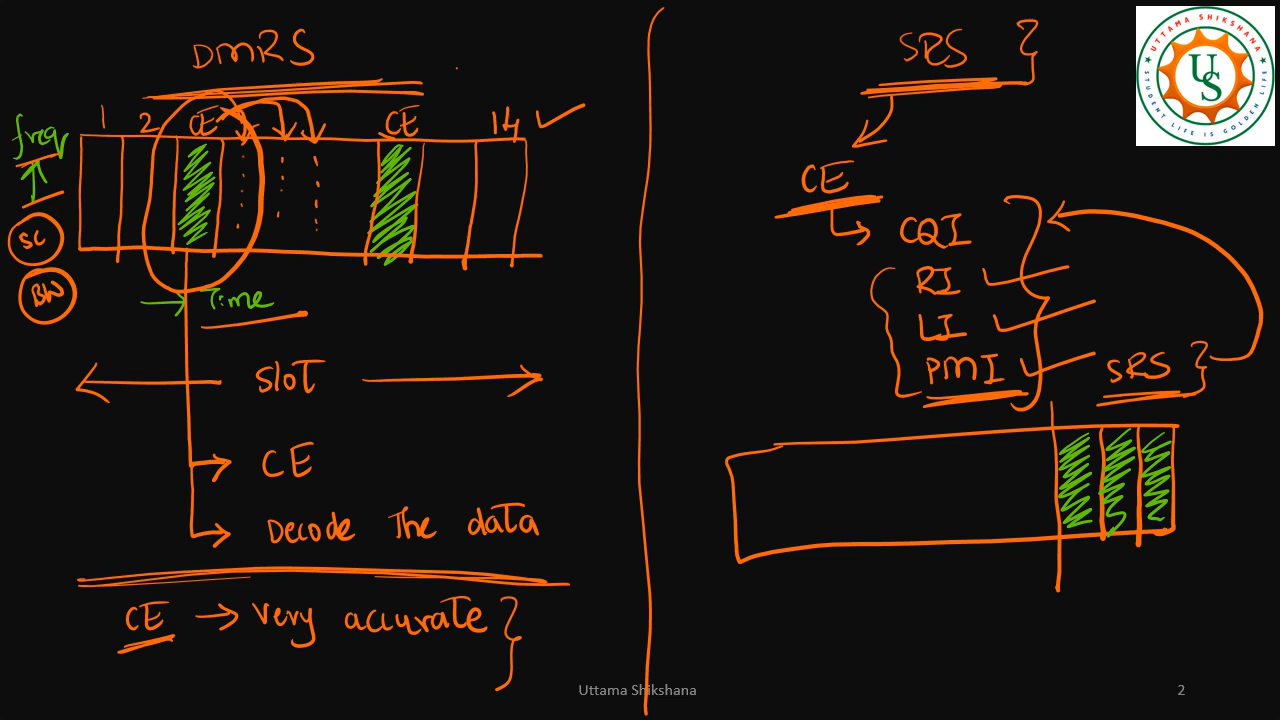 DMRS
1 2 CE CE 14
freq
SC
BW
Time
Slot
CE
Decode the data
CE → very accurate
SRS
CE
CQI
RI
LI
PMI
SRS
UTTAMA SHIKSHANA
US
STUDENT LIFE IS GOLDEN LIFE
Uttama Shikshana
2